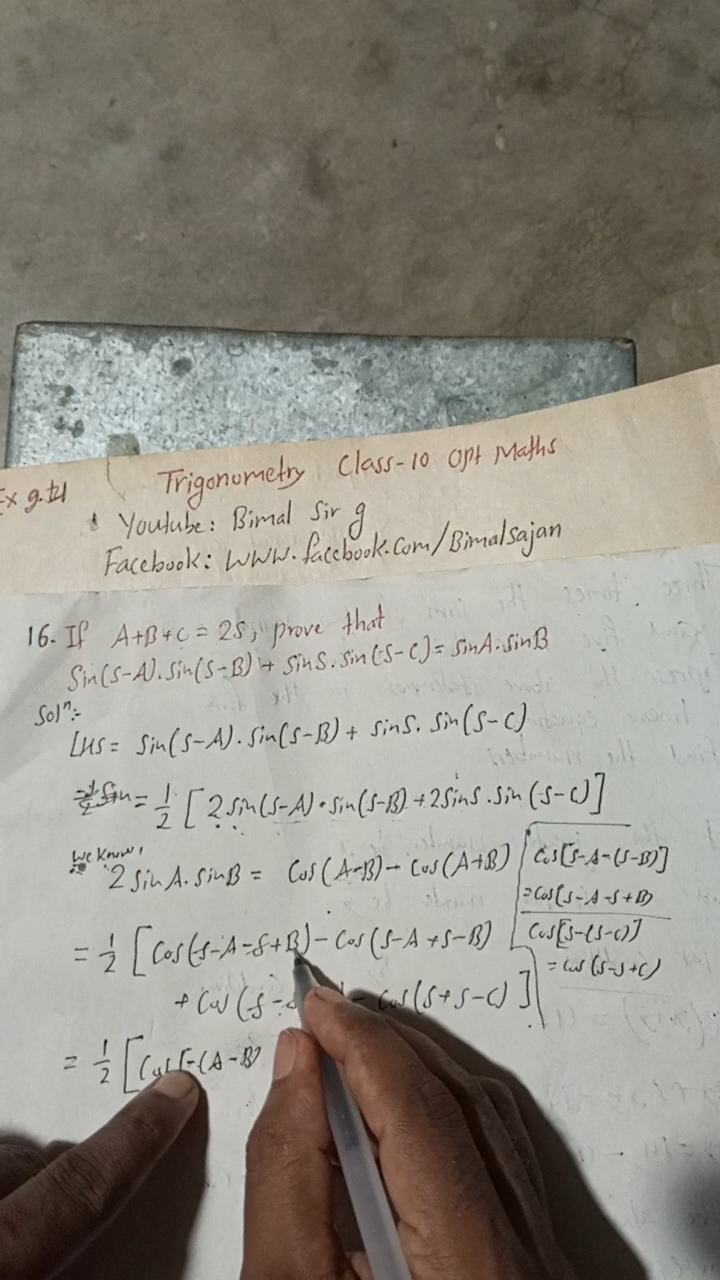 Ex 9.
Trigonometry Class-10 opt Maths
Youtube: Bimal Sir g
Facebook: WWW.facebook.com/Bimalsajan
16. If A+B+C = 2S, prove that
Sin(S-A).sin(S-B) + sinS.sin(S-C) = sinA.sinB
Solⁿ:-
LHS = Sin(S-A).sin(S-B) + sinS. sin(S-C)
= 1/2 [2sin(S-A).sin(S-B) + 2sinS.sin(S-C)]
We know,
2 sinA.sinB = Cos(A-B) - cos(A+B)
Cos[S-A-(S-B)]
= cos(S-A-S+B)
Cos[S-(S-C)]
= cos(S-S+C)
= 1/2 [Cos(S-A-S+B) - Cos(S-A+S-B)
+ Cos(S - - cos(S+S-C)]
= 1/2 [Cos[-(A-B)